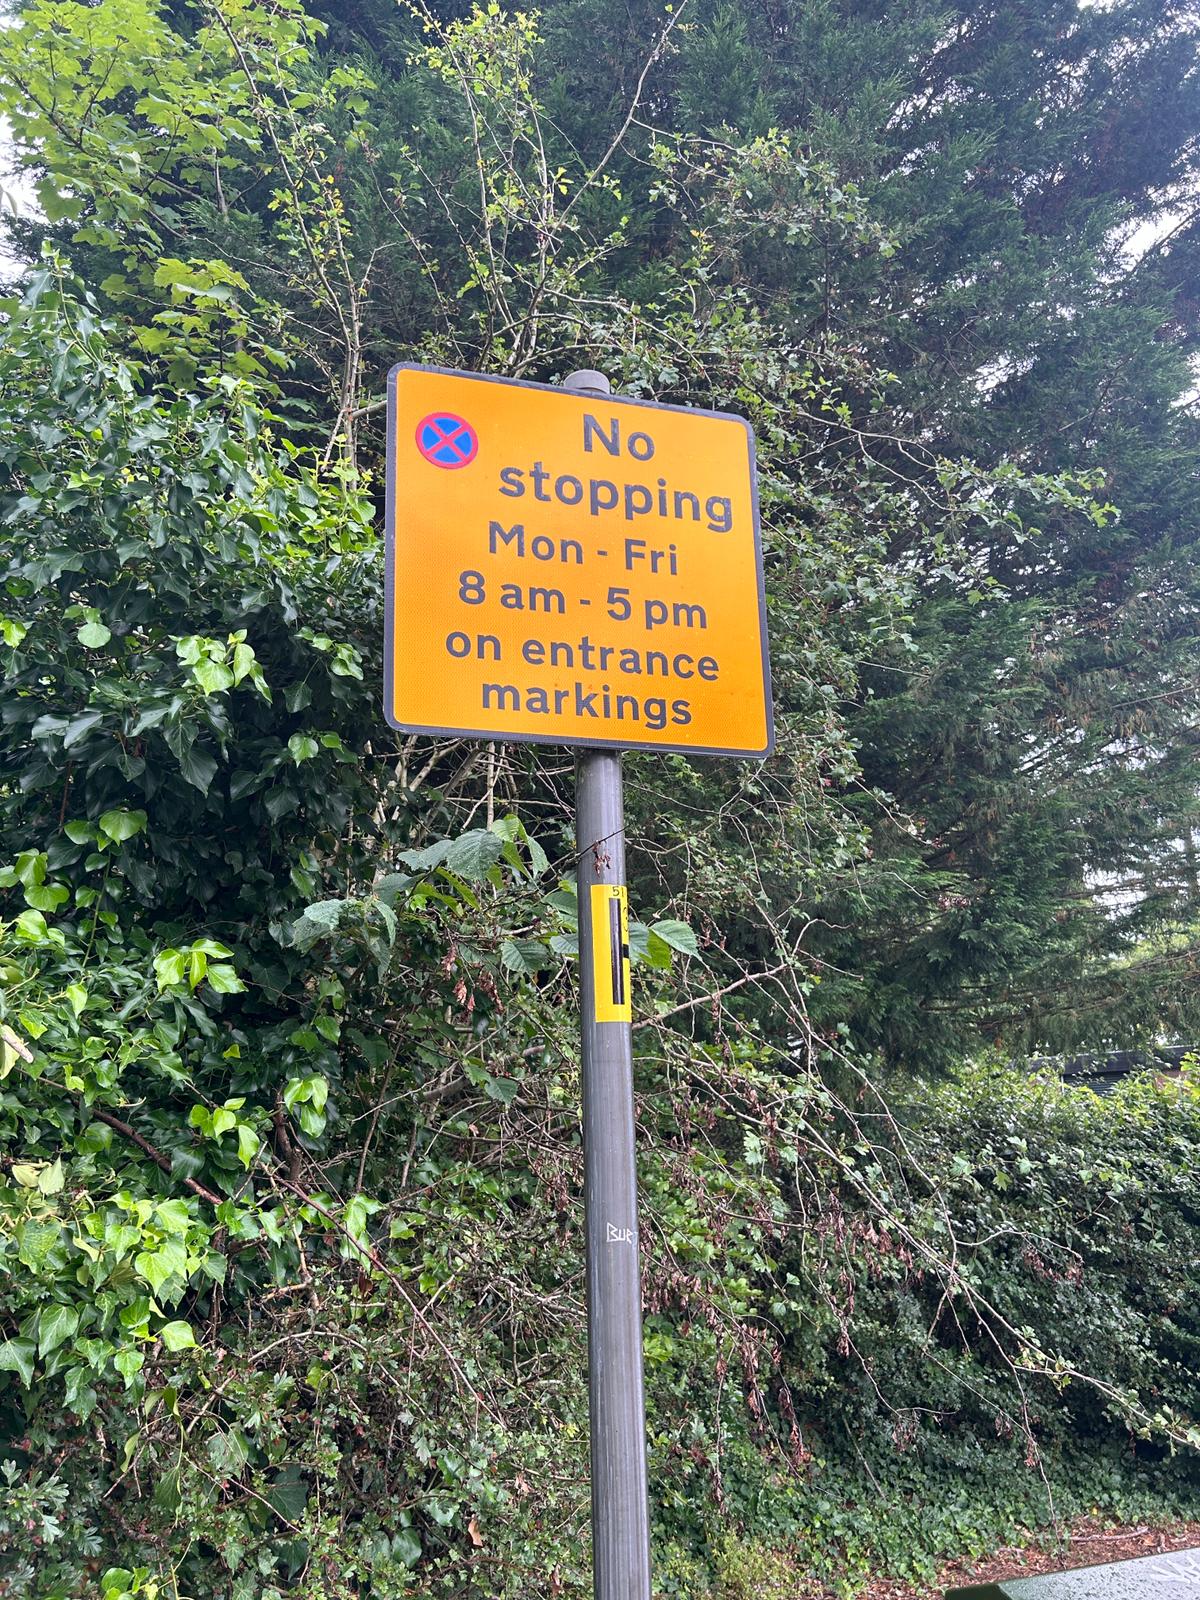 No
stopping
Mon - Fri
8 am - 5 pm
on entrance
markings